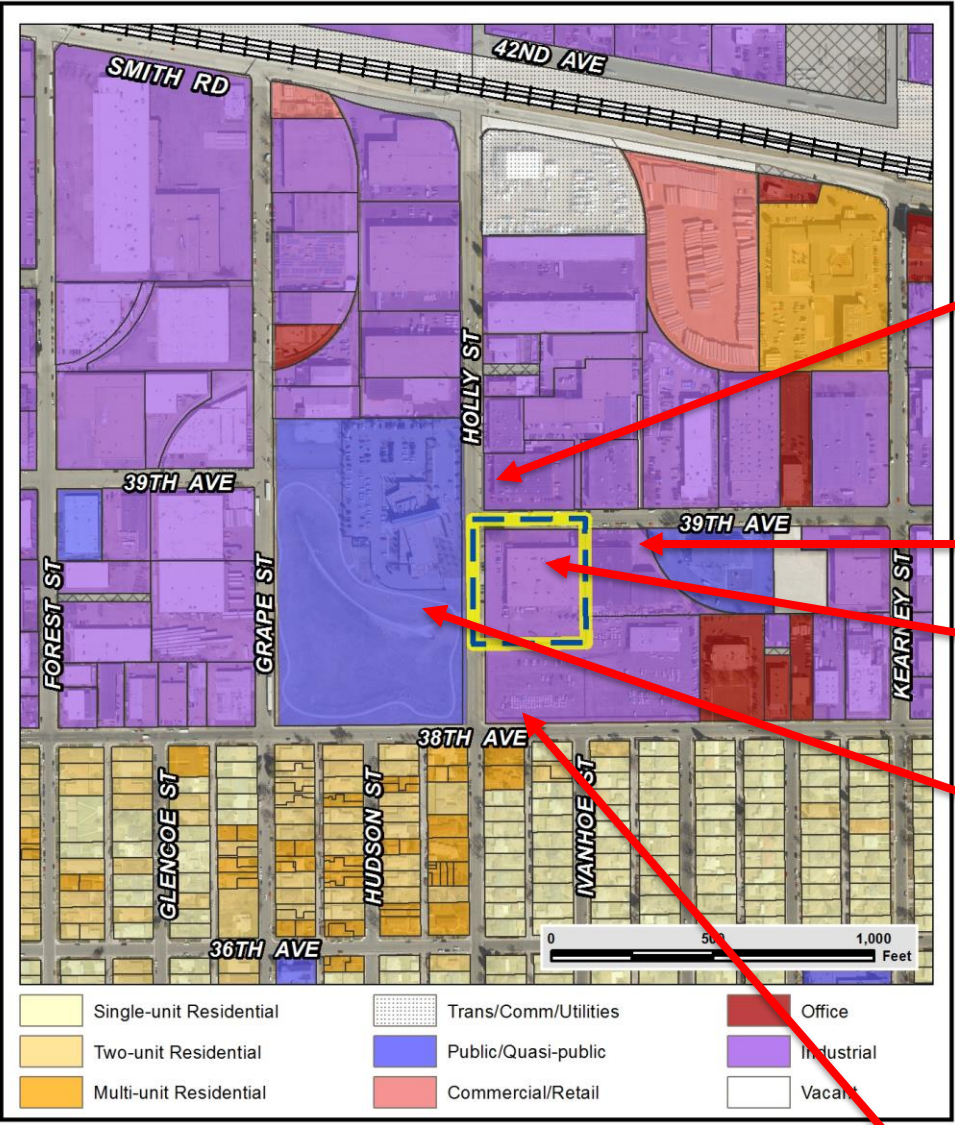 42ND AVE
SMITH RD
HOLLY ST
39TH AVE
39TH AVE
FOREST ST
GRAPE ST
KEARNEY ST
38TH AVE
GLENCOE ST
HUDSON ST
IVANHOE ST
36TH AVE
0 500 1,000
Feet
Single-unit Residential
Trans/Comm/Utilities
Office
Two-unit Residential
Public/Quasi-public
Industrial
Multi-unit Residential
Commercial/Retail
Vacant